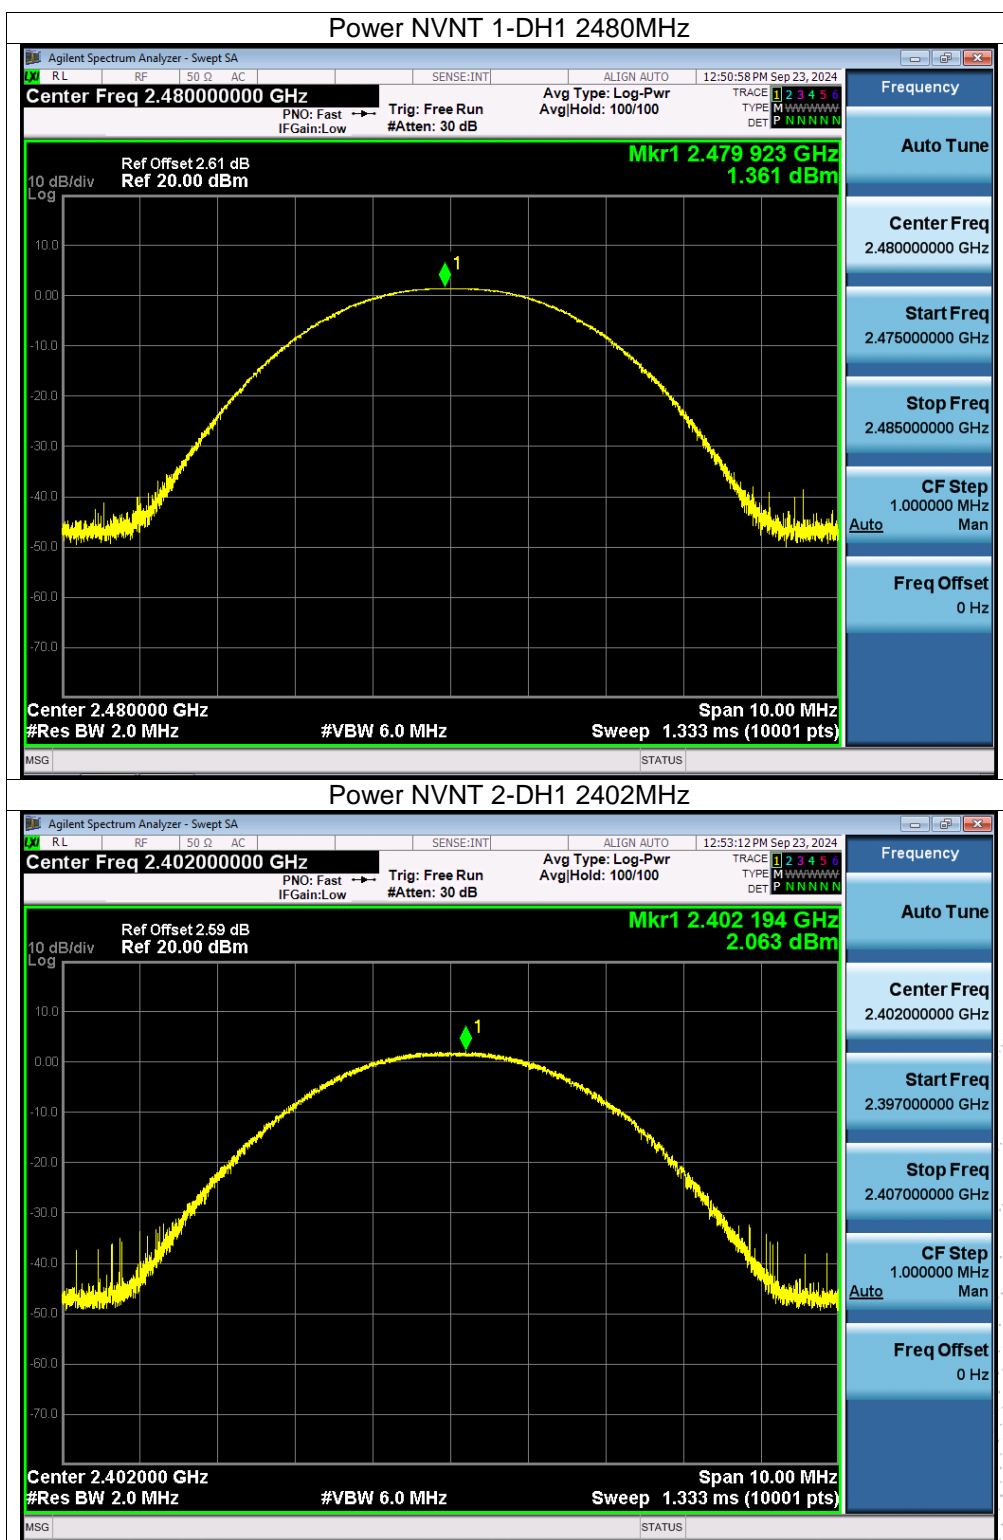 Power NVNT 1-DH1 2480MHz
Agilent Spectrum Analyzer - Swept SA
LXI RL RF 50 Ω AC SENSE:INT ALIGN AUTO 12:50:58 PM Sep 23, 2024
Center Freq 2.480000000 GHz
PNO: Fast
IFGain:Low
Trig: Free Run
#Atten: 30 dB
Avg Type: Log-Pwr
Avg|Hold: 100/100
TRACE 1 2 3 4 5 6
TYPE M WWWWW
DET P N N N N N
Frequency
Auto Tune
Center Freq
2.480000000 GHz
Start Freq
2.475000000 GHz
Stop Freq
2.485000000 GHz
CF Step
1.000000 MHz
Auto Man
Freq Offset
0 Hz
Mkr1 2.479 923 GHz
1.361 dBm
Ref Offset 2.61 dB
10 dB/div Ref 20.00 dBm
Log
1
10.0
0.00
-10.0
-20.0
-30.0
-40.0
-50.0
-60.0
-70.0
Center 2.480000 GHz Span 10.00 MHz
#Res BW 2.0 MHz #VBW 6.0 MHz Sweep 1.333 ms (10001 pts)
MSG STATUS
Power NVNT 2-DH1 2402MHz
Agilent Spectrum Analyzer - Swept SA
LXI RL RF 50 Ω AC SENSE:INT ALIGN AUTO 12:53:12 PM Sep 23, 2024
Center Freq 2.402000000 GHz
PNO: Fast
IFGain:Low
Trig: Free Run
#Atten: 30 dB
Avg Type: Log-Pwr
Avg|Hold: 100/100
TRACE 1 2 3 4 5 6
TYPE M WWWWW
DET P N N N N N
Frequency
Auto Tune
Center Freq
2.402000000 GHz
Start Freq
2.397000000 GHz
Stop Freq
2.407000000 GHz
CF Step
1.000000 MHz
Auto Man
Freq Offset
0 Hz
Mkr1 2.402 194 GHz
2.063 dBm
Ref Offset 2.59 dB
10 dB/div Ref 20.00 dBm
Log
1
10.0
0.00
-10.0
-20.0
-30.0
-40.0
-50.0
-60.0
-70.0
Center 2.402000 GHz Span 10.00 MHz
#Res BW 2.0 MHz #VBW 6.0 MHz Sweep 1.333 ms (10001 pts)
MSG STATUS